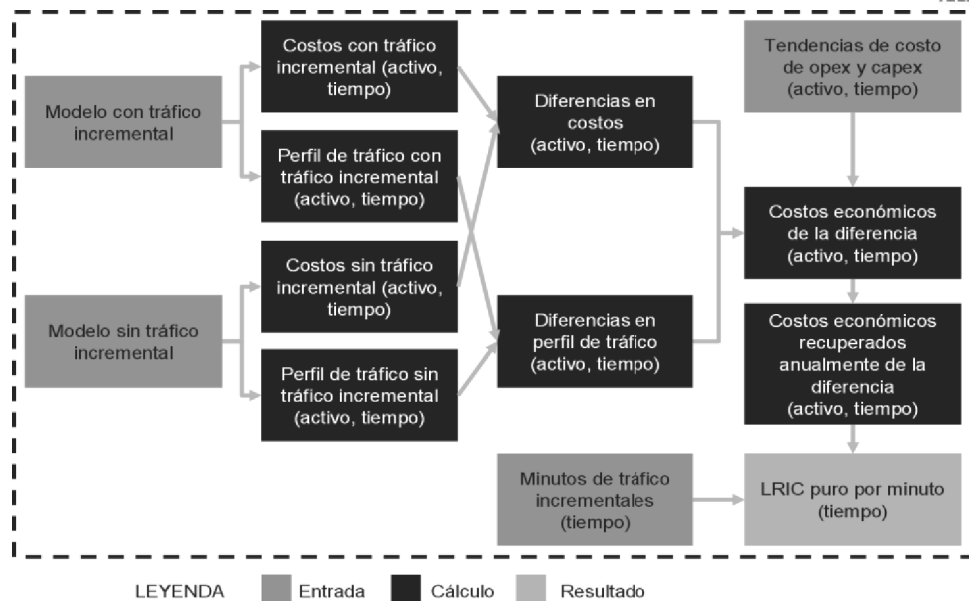 Modelo con tráfico
incremental
Modelo sin tráfico
incremental
Costos con tráfico
incremental (activo,
tiempo)
Perfil de tráfico con
tráfico incremental
(activo, tiempo)
Costos sin tráfico
incremental (activo,
tiempo)
Perfil de tráfico sin
tráfico incremental
(activo, tiempo)
Diferencias en
costos
(activo, tiempo)
Diferencias en
perfil de tráfico
(activo, tiempo)
Minutos de tráfico
incrementales
(tiempo)
Tendencias de costo
de opex y capex
(activo, tiempo)
Costos económicos
de la diferencia
(activo, tiempo)
Costos económicos
recuperados
anualmente de la
diferencia
(activo, tiempo)
LRIC puro por minuto
(tiempo)
LEYENDA
Entrada
Cálculo
Resultado